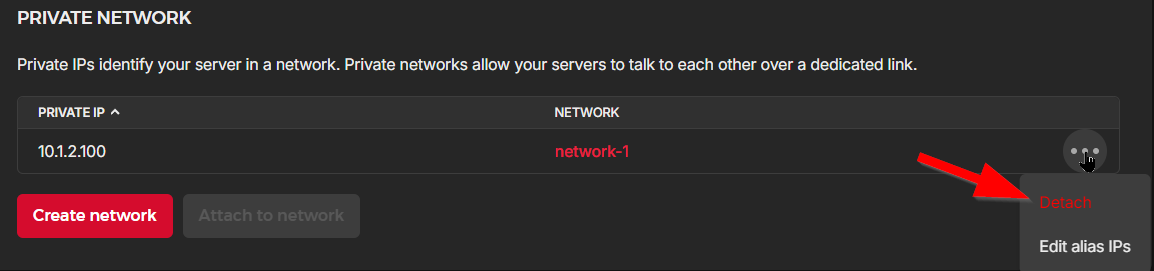 PRIVATE NETWORK
Private IPs identify your server in a network. Private networks allow your servers to talk to each other over a dedicated link.
PRIVATE IP NETWORK
10.1.2.100 network-1
Create network Attach to network
Detach
Edit alias IPs